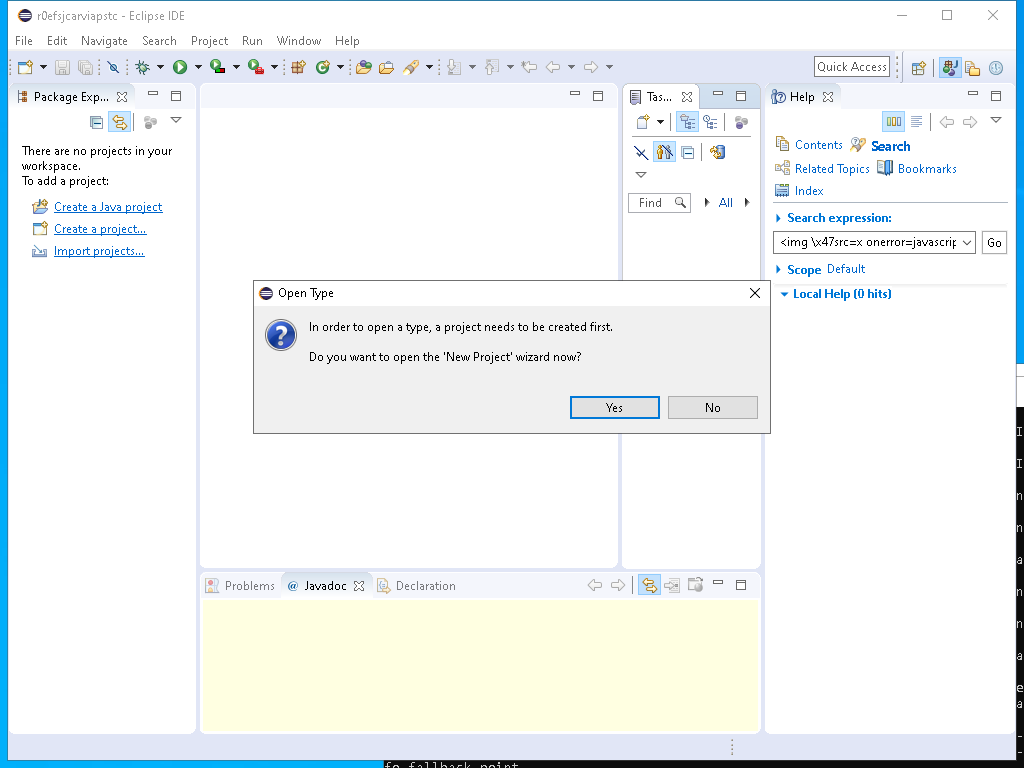 r0efsjcarviapstc - Eclipse IDE
File Edit Navigate Search Project Run Window Help
Quick Access
Package Exp...
Tas...
Help
There are no projects in your
workspace.
To add a project:
Create a Java project
Create a project...
Import projects...
Find
All
Contents
Search
Related Topics
Bookmarks
Index
Search expression:
<img \x47src=x onerror=javascrip
Go
Scope Default
Local Help (0 hits)
Open Type
In order to open a type, a project needs to be created first.
Do you want to open the 'New Project' wizard now?
Yes
No
Problems
@ Javadoc
Declaration
I
I
n
n
a
n
n
a
e
a
fo fallback point